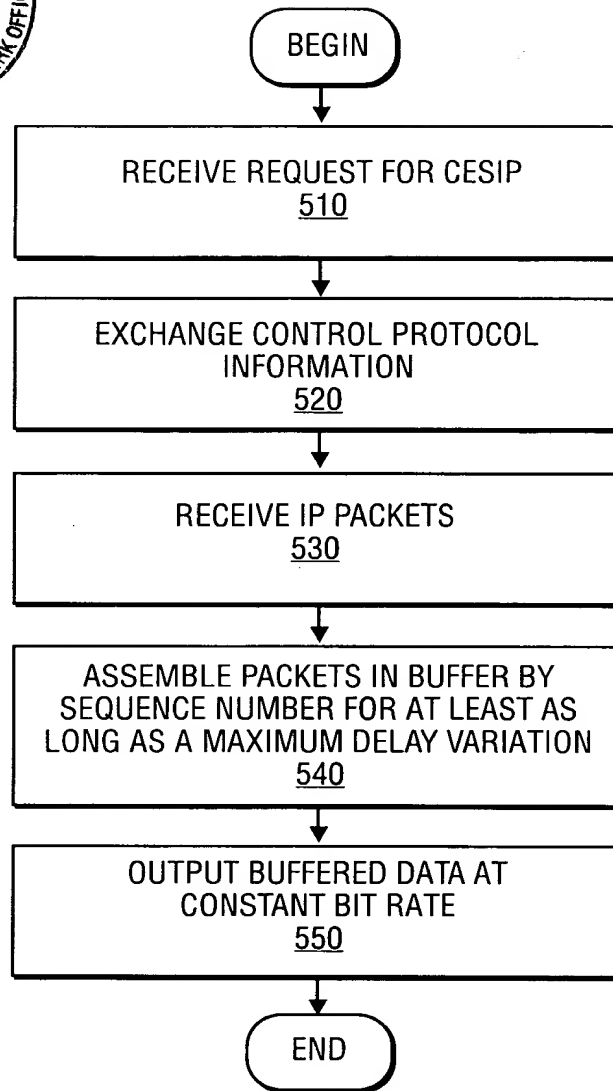 BEGIN
RECEIVE REQUEST FOR CESIP
510
EXCHANGE CONTROL PROTOCOL
INFORMATION
520
RECEIVE IP PACKETS
530
ASSEMBLE PACKETS IN BUFFER BY
SEQUENCE NUMBER FOR AT LEAST AS
LONG AS A MAXIMUM DELAY VARIATION
540
OUTPUT BUFFERED DATA AT
CONSTANT BIT RATE
550
END